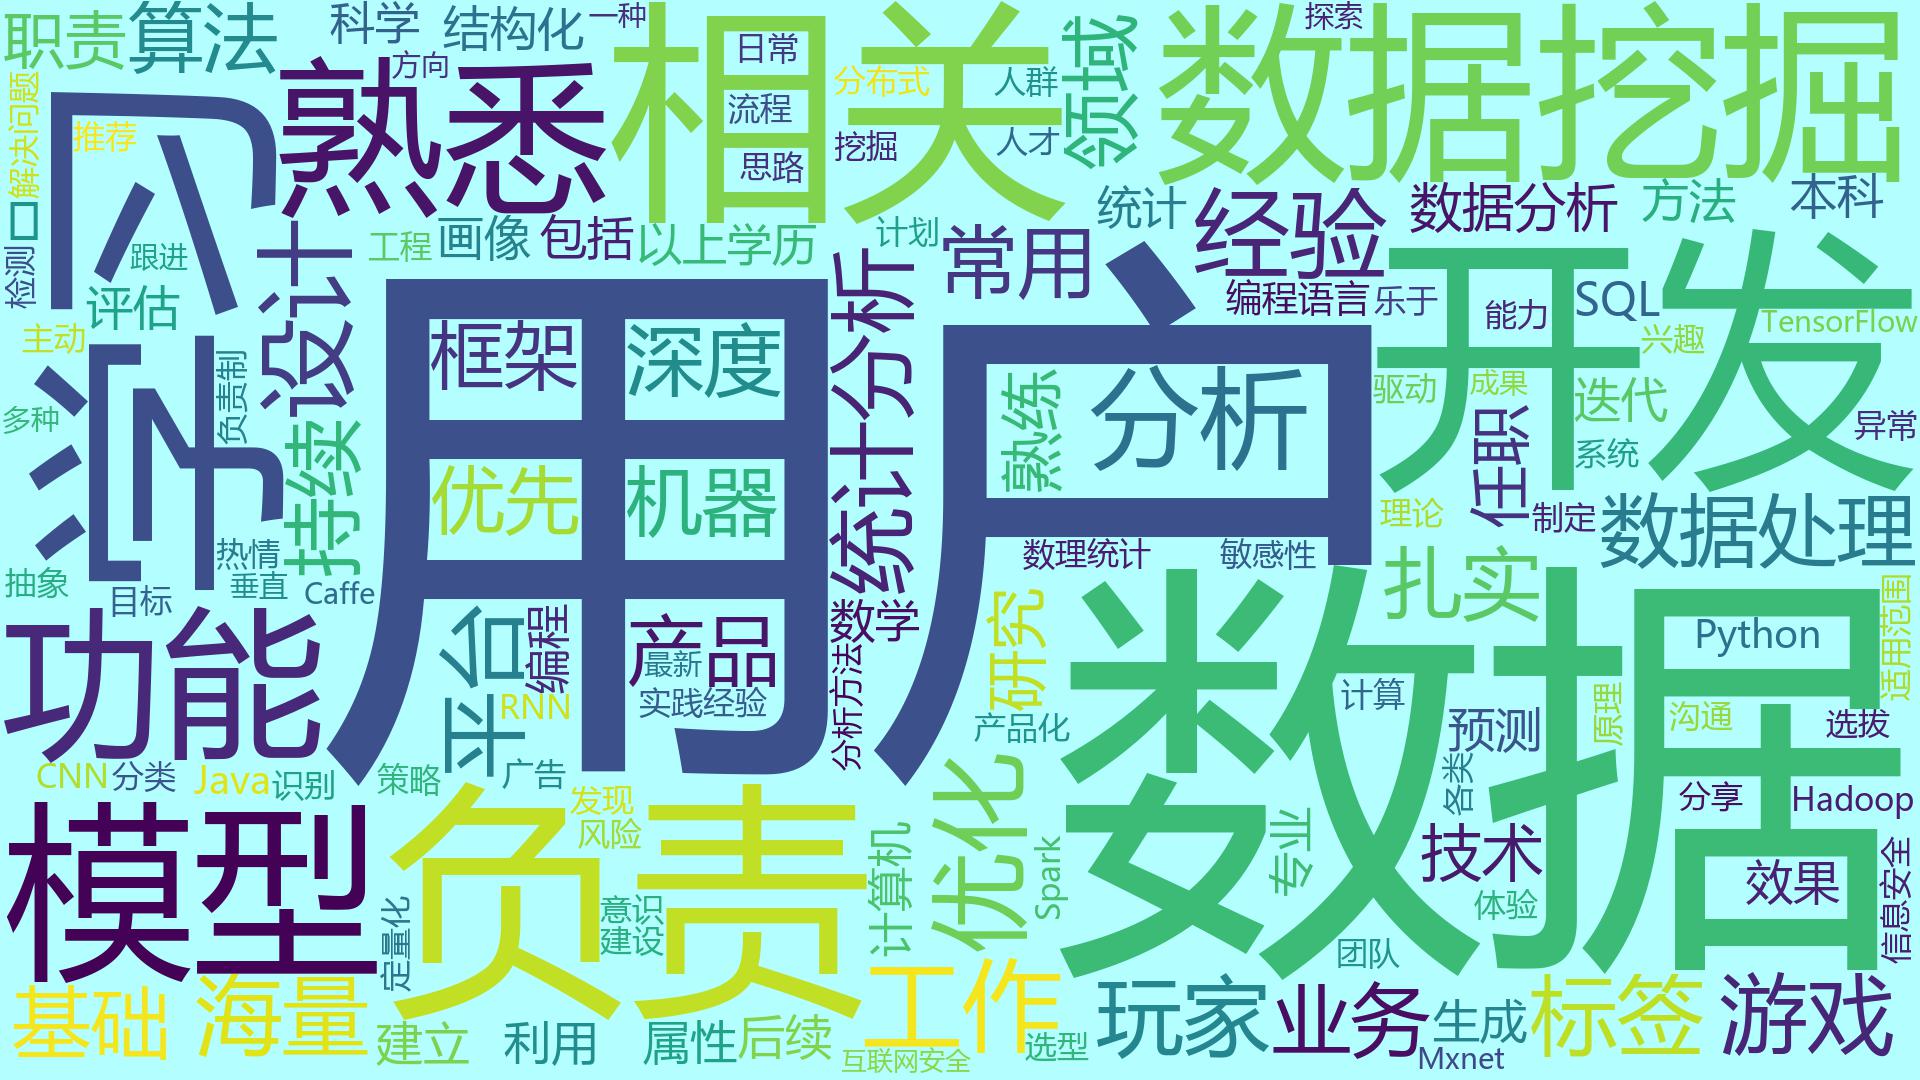 职责
算法
科学
结构化
一种
相关
日常
探索
数据挖掘
方向
熟悉
流程
思路
分布式
挖掘
人群
人才
领域
解决问题
推荐
口
检测
跟进
评估
主动
设计
工程
画像
包括
以上学历
计划
常用
统计
经验
数据分析
方法
本科
编程语言
乐于
能力
SQL
兴趣
TensorFlow
开发
驱动
成果
迭代
异常
系统
任职
理论
制定
数据处理
游
多种
负责制
持续
热情
垂直
抽象
目标
Caffe
用户
框架
深度
优先
机器
产品
最新
实践经验
统计分析
熟练
分析
数理统计
敏感性
扎实
功能
平台
编程
RNN
数学
分析方法
研究
产品化
数据
计算
预测
Python
原理
沟通
选拔
适用范围
CNN
分类
Java
识别
策略
广告
发现
风险
模型
负责
定量化
意识
建设
计算机
优化
Spark
专业
各类
技术
体验
分享
Hadoop
效果
信息安全
团队
基础
海量
建立
利用
属性
后续
工作
互联网安全
选型
玩家
业务
Mxnet
生成
标签
游戏